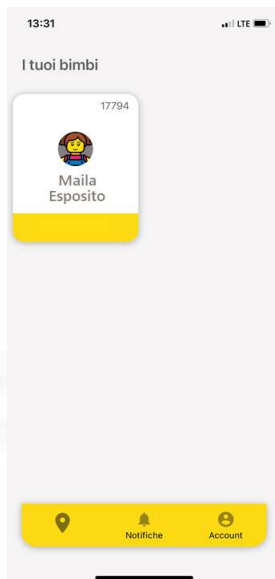 13:31
LTE
I tuoi bimbi
17794
Maila
Esposito
Notifiche
Account